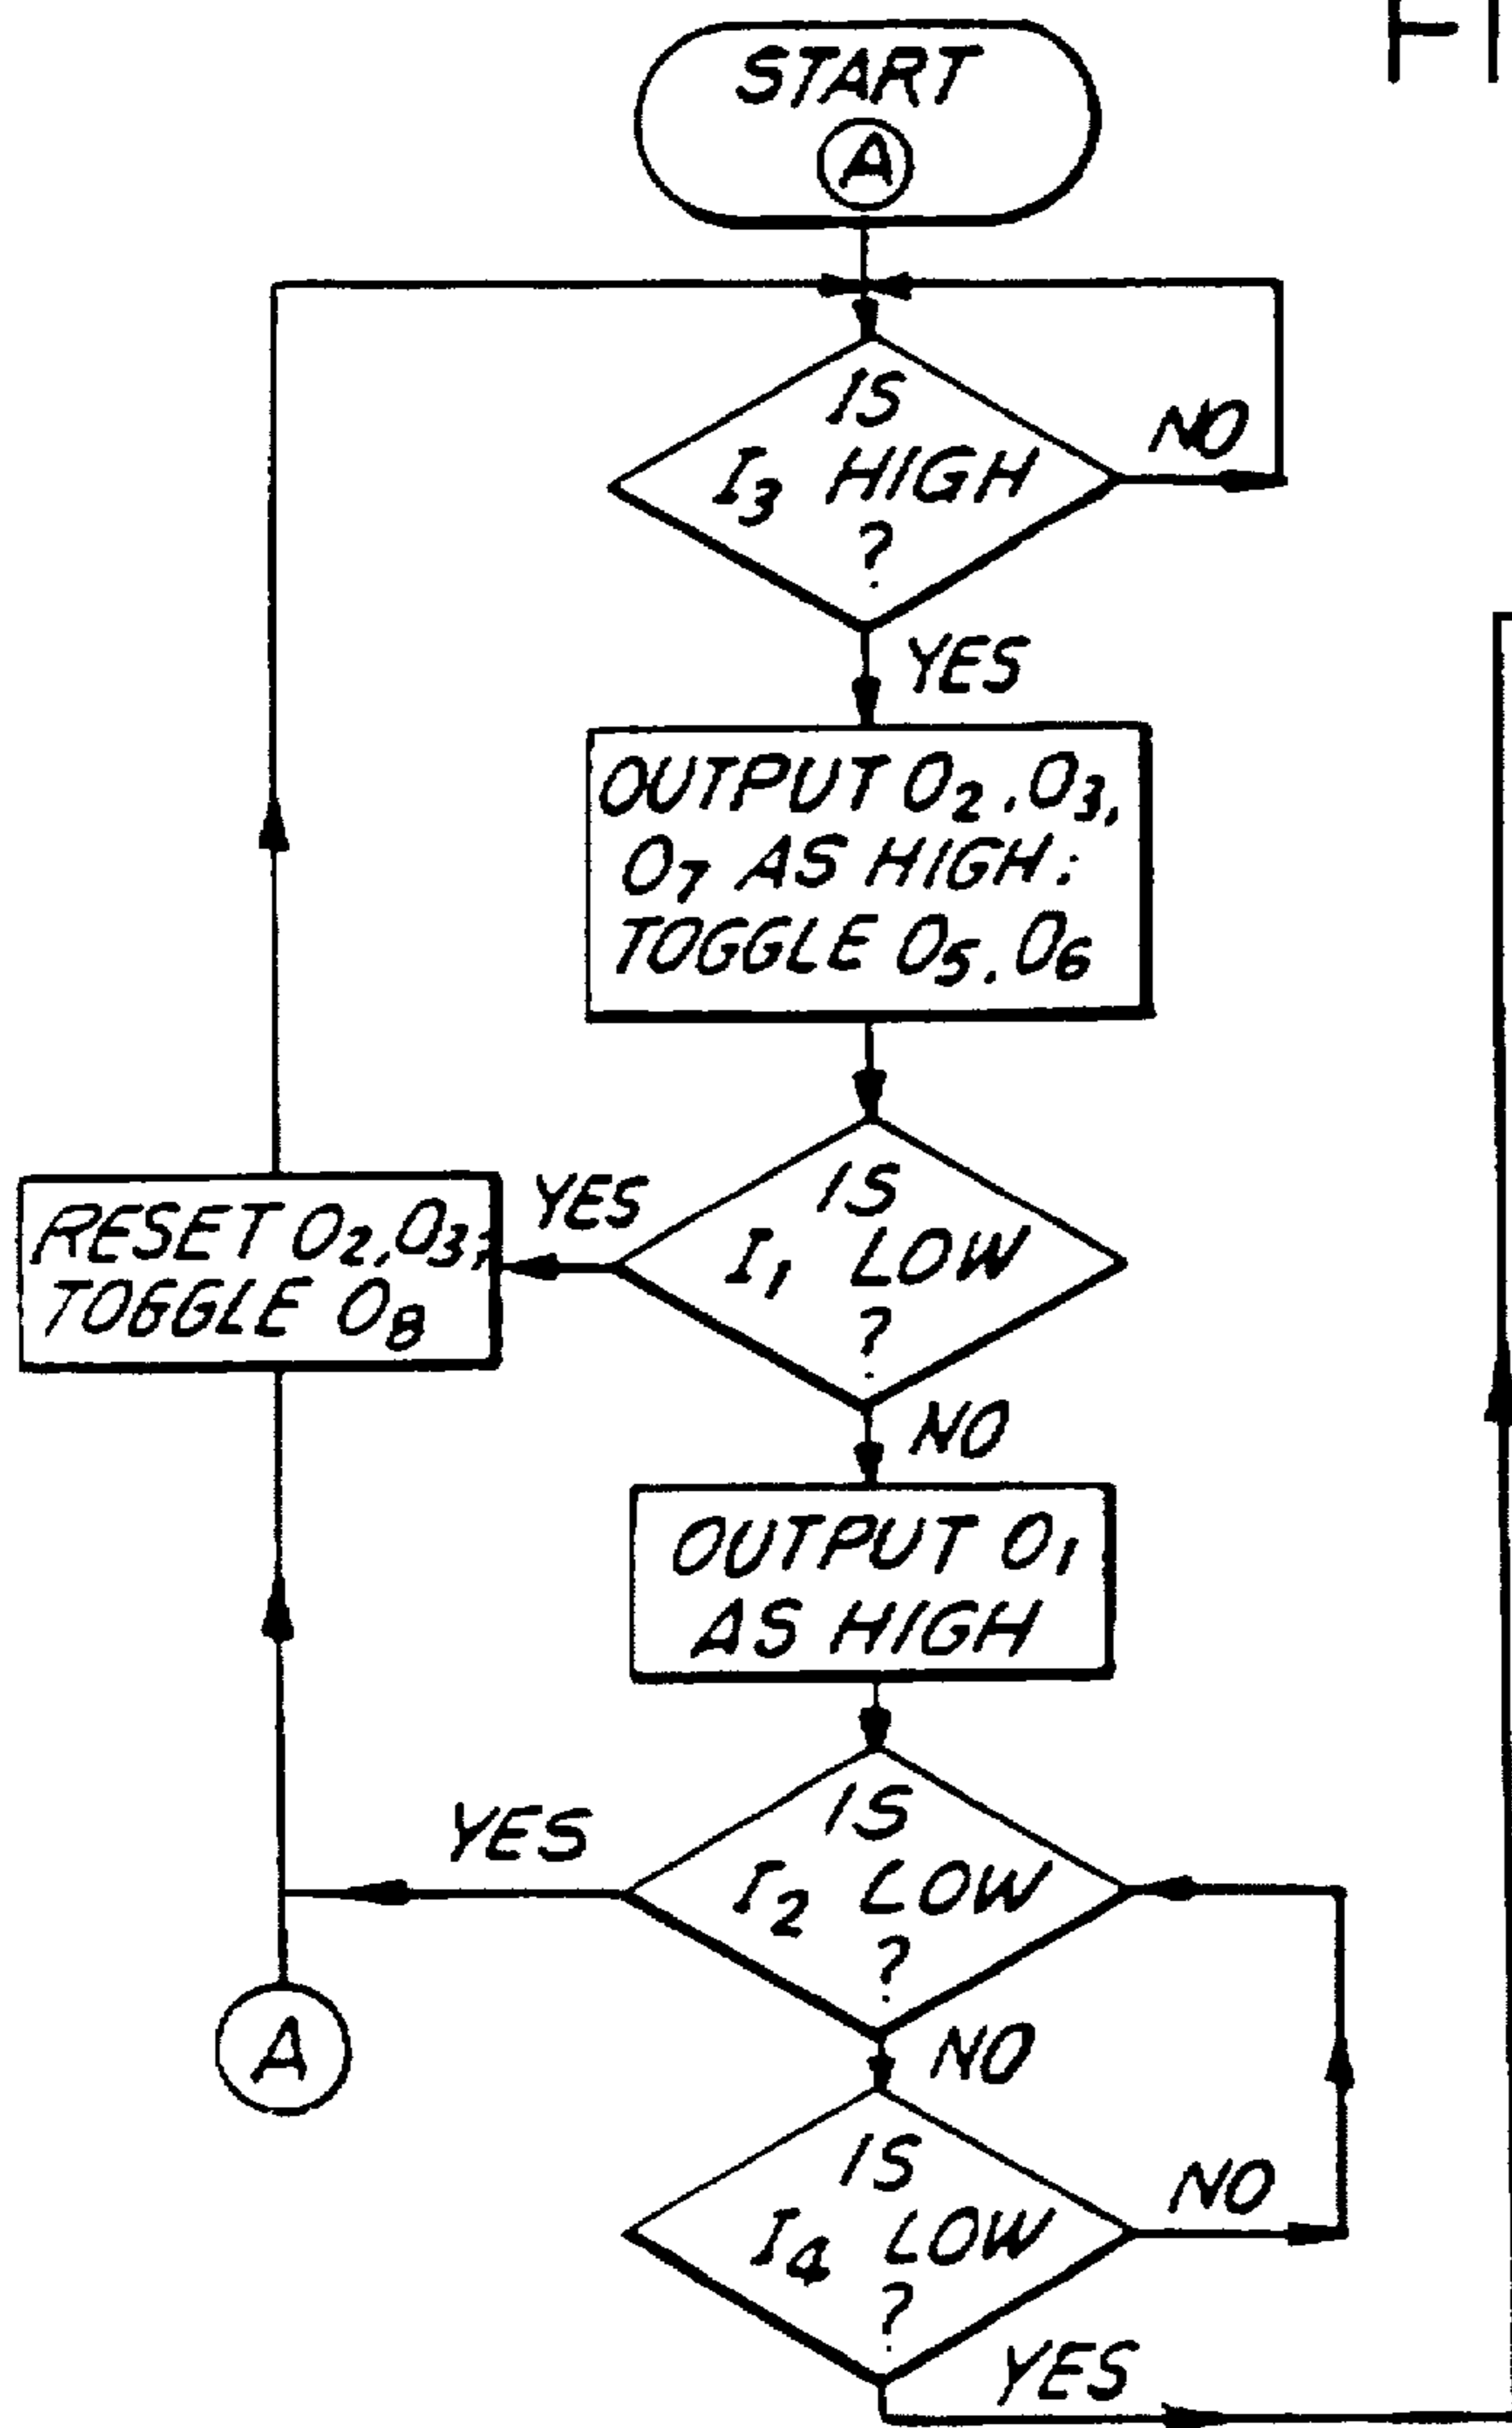 START
A
IS
I₃ HIGH
?
NO
YES
OUTPUT O₂, O₃,
O₇ AS HIGH:
TOGGLE O₅, O₆
IS
I₁ LOW
?
YES
RESET O₂, O₃;
TOGGLE O₈
NO
OUTPUT O₁
AS HIGH
IS
I₂ LOW
?
YES
A
NO
IS
I₄ LOW
?
NO
YES